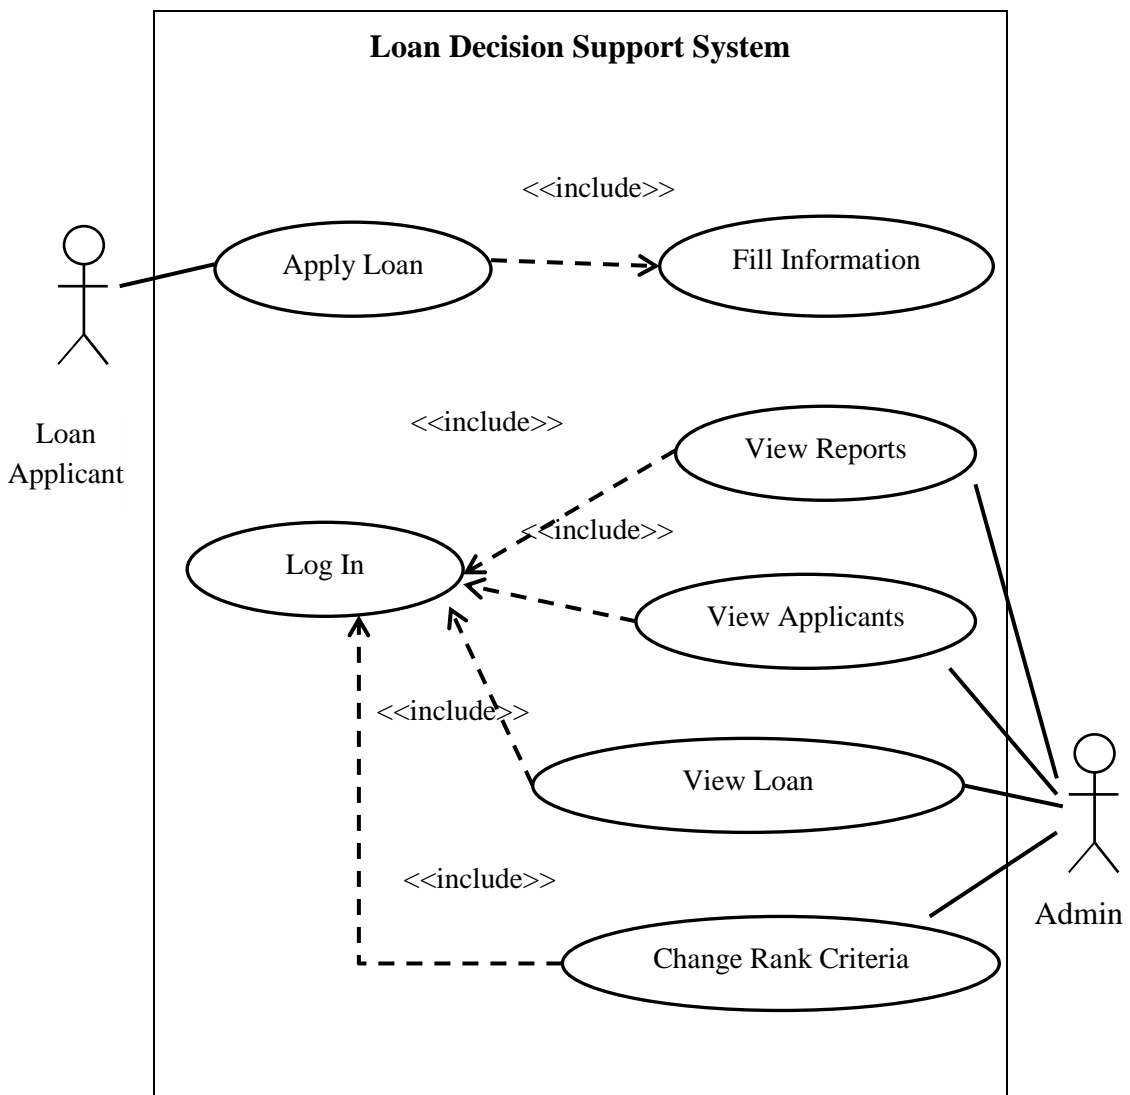 Loan Decision Support System
<<include>>
Apply Loan
Fill Information
Loan
Applicant
<<include>>
View Reports
<<include>>
Log In
View Applicants
<<include>>
View Loan
<<include>>
Admin
Change Rank Criteria